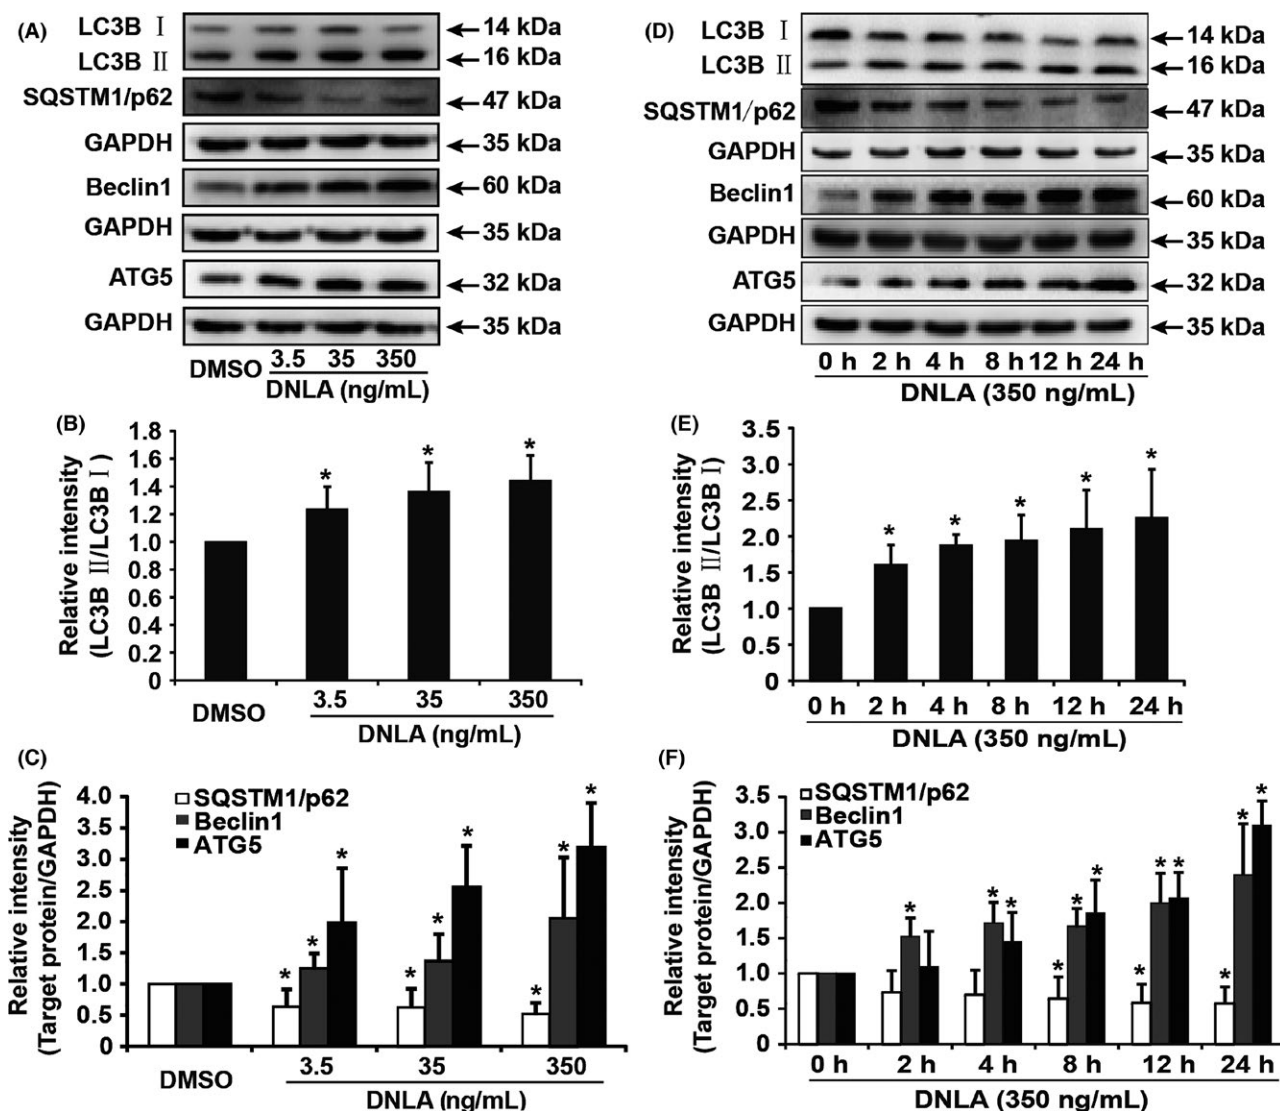 (A)
LC3B Ⅰ
14 kDa
LC3B Ⅱ
16 kDa
SQSTM1/p62
47 kDa
GAPDH
35 kDa
Beclin1
60 kDa
GAPDH
35 kDa
ATG5
32 kDa
GAPDH
35 kDa
DMSO 3.5 35 350
DNLA (ng/mL)
(D)
LC3B Ⅰ
14 kDa
LC3B Ⅱ
16 kDa
SQSTM1/p62
47 kDa
GAPDH
35 kDa
Beclin1
60 kDa
GAPDH
35 kDa
ATG5
32 kDa
GAPDH
35 kDa
0 h 2 h 4 h 8 h 12 h 24 h
DNLA (350 ng/mL)
(B)
Relative intensity
(LC3B Ⅱ/LC3B Ⅰ)
1.8
1.6
1.4
1.2
1.0
0.8
0.6
0.4
0.2
0
* * *
DMSO 3.5 35 350
DNLA (ng/mL)
(E)
Relative intensity
(LC3B Ⅱ/LC3B Ⅰ)
3.5
3.0
2.5
2.0
1.5
1.0
0.5
0
* * * * *
0 h 2 h 4 h 8 h 12 h 24 h
DNLA (350 ng/mL)
(C)
Relative intensity
(Target protein/GAPDH)
4.0
3.5
3.0
2.5
2.0
1.5
1.0
0.5
0
SQSTM1/p62
Beclin1
ATG5
* * * * * * * * *
DMSO 3.5 35 350
DNLA (ng/mL)
(F)
Relative intensity
(Target protein/GAPDH)
3.5
3.0
2.5
2.0
1.5
1.0
0.5
0
SQSTM1/p62
Beclin1
ATG5
* * * * * * * * * * * *
0 h 2 h 4 h 8 h 12 h 24 h
DNLA (350 ng/mL)